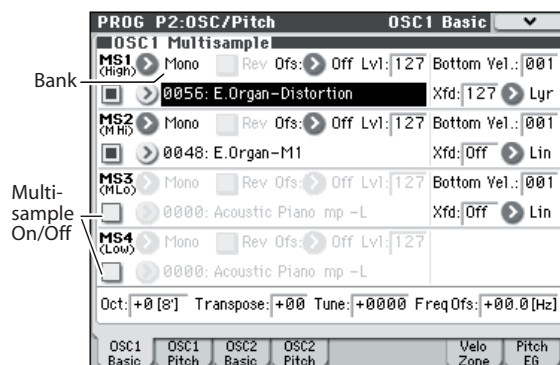 PROG P2:OSC/Pitch OSC1 Basic
OSC1 Multisample
MS1 Mono Rev Ofs: Off Lvl: 127 Bottom Vel.: 001
(High)
Bank
0056: E.Organ-Distortion Xfd: 127 Lyr
MS2 Mono Rev Ofs: Off Lvl: 127 Bottom Vel.: 001
(M Hi)
0048: E.Organ-M1 Xfd: Off Lin
MS3 Mono Rev Ofs: Off Lvl: 127 Bottom Vel.: 001
(MLo)
Multi-
sample
On/Off
0000: Acoustic Piano mp -L Xfd: Off Lin
MS4 Mono Rev Ofs: Off Lvl: 127
(Low)
0000: Acoustic Piano mp -L
Oct: +0 [8'] Transpose: +00 Tune: +0000 Freq Ofs: +00.0 [Hz]
OSC1 Basic OSC1 Pitch OSC2 Basic OSC2 Pitch Velo Zone Pitch EG